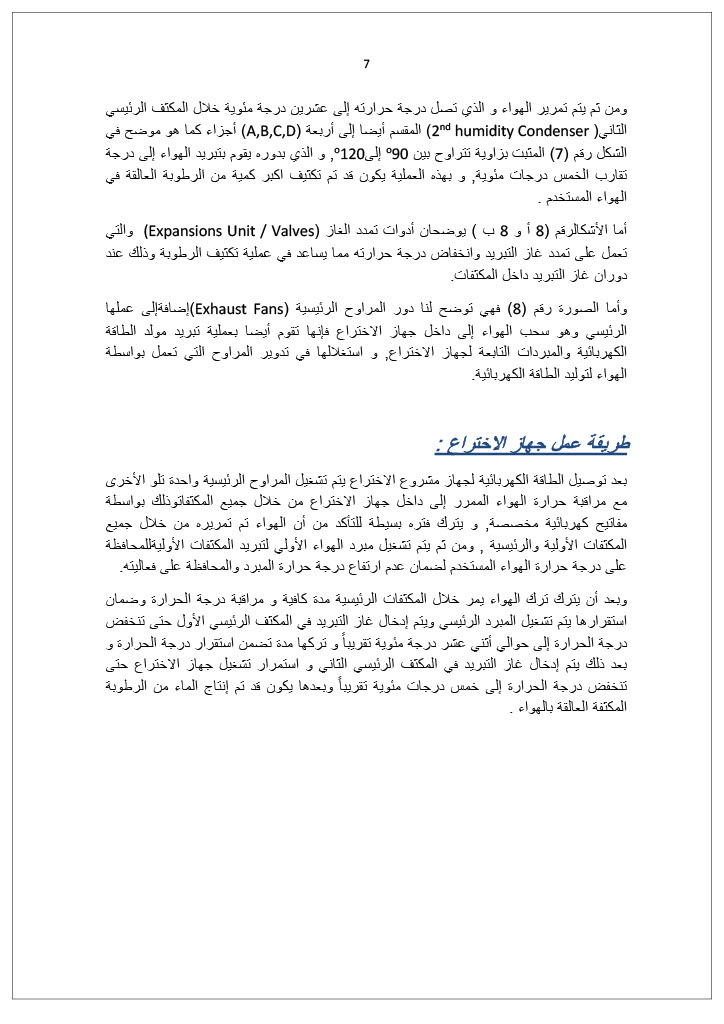 7
ومن ثم يتم تمرير الهواء و الذي تصل درجة حرارته إلى عشرين درجة مئوية خلال المكثف الرئيسي
الثاني( 2nd humidity Condenser) المقسم أيضا إلى أربعة (A,B,C,D) أجزاء كما هو موضح في
الشكل رقم (7) المثبت بزاوية تتراوح بين 90º إلى120º, و الذي بدوره يقوم بتبريد الهواء إلى درجة
تقارب الخمس درجات مئوية, و بهذه العملية يكون قد تم تكثيف اكبر كمية من الرطوبة العالقة في
الهواء المستخدم .
أما الأشكالرقم (8 أ و 8 ب ) يوضحان أدوات تمدد الغاز (Expansions Unit / Valves) والتي
تعمل على تمدد غاز التبريد وانخفاض درجة حرارته مما يساعد في عملية تكثيف الرطوبة وذلك عند
دوران غاز التبريد داخل المكثفات.
وأما الصورة رقم (8) فهي توضح لنا دور المراوح الرئيسية (Exhaust Fans)إضافةإلى عملها
الرئيسي وهو سحب الهواء إلى داخل جهاز الاختراع فإنها تقوم أيضا بعملية تبريد مولد الطاقة
الكهربائية والمبردات التابعة لجهاز الاختراع, و استغلالها في تدوير المراوح التي تعمل بواسطة
الهواء لتوليد الطاقة الكهربائية.
طريقة عمل جهاز الاختراع :
بعد توصيل الطاقة الكهربائية لجهاز مشروع الاختراع يتم تشغيل المراوح الرئيسية واحدة تلو الأخرى
مع مراقبة حرارة الهواء الممرر إلى داخل جهاز الاختراع من خلال جميع المكثفاتوذلك بواسطة
مفاتيح كهربائية مخصصة, و يترك فتره بسيطة للتأكد من أن الهواء تم تمريره من خلال جميع
المكثفات الأولية والرئيسية , ومن ثم يتم تشغيل مبرد الهواء الأولي لتبريد المكثفات الأوليةللمحافظة
على درجة حرارة الهواء المستخدم لضمان عدم ارتفاع درجة حرارة المبرد والمحافظة على فعاليته.
وبعد أن يترك ترك الهواء يمر خلال المكثفات الرئيسية مدة كافية و مراقبة درجة الحرارة وضمان
استقرارها يتم تشغيل المبرد الرئيسي ويتم إدخال غاز التبريد في المكثف الرئيسي الأول حتى تنخفض
درجة الحرارة إلى حوالي أثني عشر درجة مئوية تقريباً و تركها مدة تضمن استقرار درجة الحرارة و
بعد ذلك يتم إدخال غاز التبريد في المكثف الرئيسي الثاني و استمرار تشغيل جهاز الاختراع حتى
تنخفض درجة الحرارة إلى خمس درجات مئوية تقريباً وبعدها يكون قد تم إنتاج الماء من الرطوبة
المكثفة العالقة بالهواء .